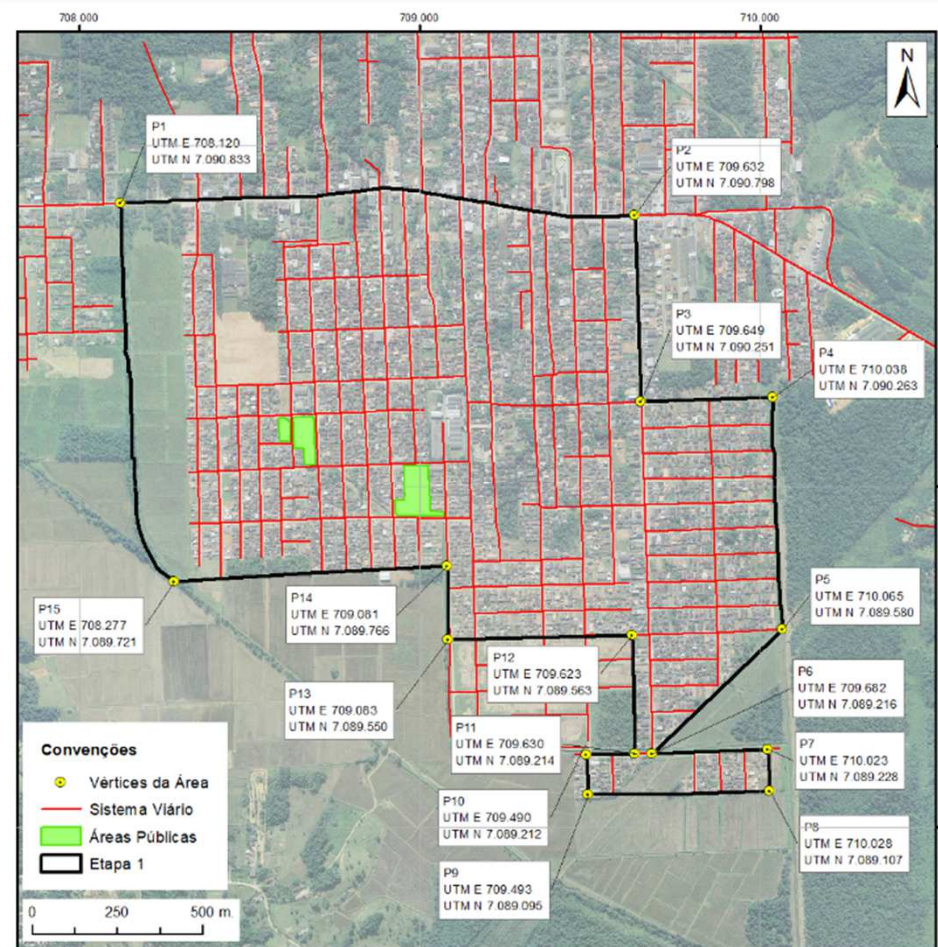 708.000
709.000
710.000
N
P1
UTM E 708.120
UTM N 7.090.833
P2
UTM E 709.632
UTM N 7.090.798
P3
UTM E 709.649
UTM N 7.090.251
P4
UTM E 710.038
UTM N 7.090.263
P5
UTM E 710.065
UTM N 7.089.580
P15
UTM E 708.277
UTM N 7.089.721
P14
UTM E 709.081
UTM N 7.089.766
P12
UTM E 709.623
UTM N 7.089.563
P6
UTM E 709.682
UTM N 7.089.216
P13
UTM E 709.083
UTM N 7.089.550
P11
UTM E 709.630
UTM N 7.089.214
P7
UTM E 710.023
UTM N 7.089.228
P10
UTM E 709.490
UTM N 7.089.212
P8
UTM E 710.028
UTM N 7.089.107
P9
UTM E 709.493
UTM N 7.089.095
Convenções
Vértices da Área
Sistema Viário
Áreas Públicas
Etapa 1
0 250 500 m.